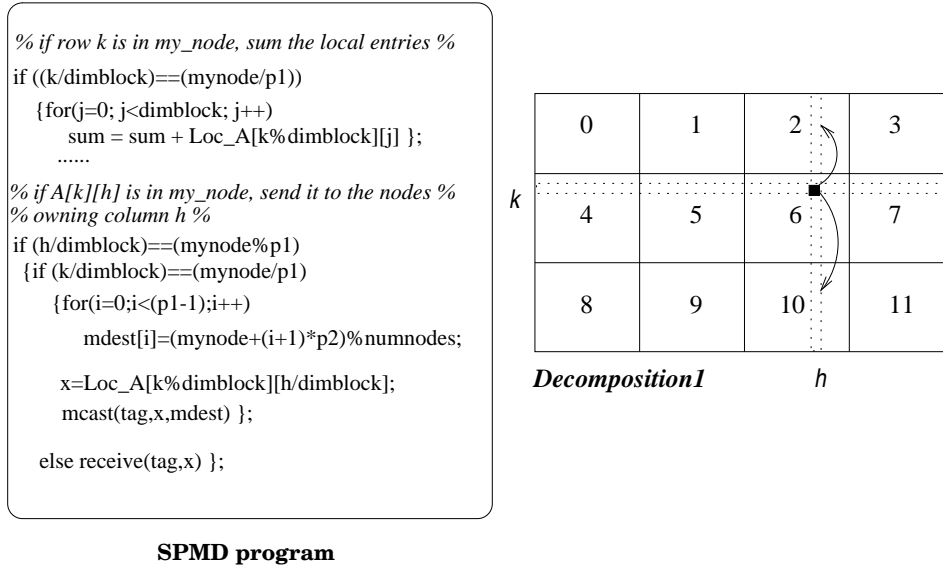 % if row k is in my_node, sum the local entries %
if ((k/dimblock)==(mynode/p1))
{for(j=0; j<dimblock; j++)
sum = sum + Loc_A[k%dimblock][j] };
......
% if A[k][h] is in my_node, send it to the nodes %
% owning column h %
if (h/dimblock)==(mynode%p1)
{if (k/dimblock)==(mynode/p1)
{for(i=0;i<(p1-1);i++)
mdest[i]=(mynode+(i+1)*p2)%numnodes;
x=Loc_A[k%dimblock][h/dimblock];
mcast(tag,x,mdest) };
else receive(tag,x) };
SPMD program
0 1 2 3
k
4 5 6 7
8 9 10 11
Decomposition1 h